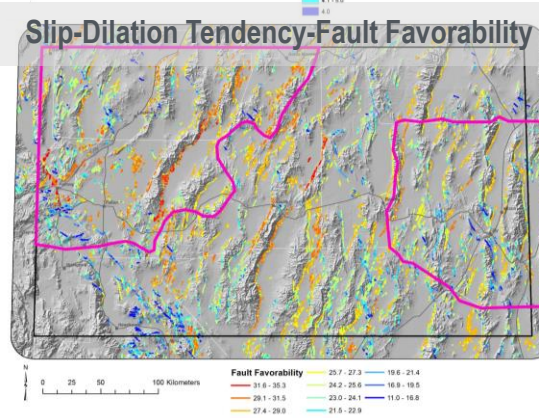 4.0
Slip-Dilation Tendency-Fault Favorability
N
0 25 50 100 Kilometers
Fault Favorability
31.6 - 35.3
29.1 - 31.5
27.4 - 29.0
25.7 - 27.3
24.2 - 25.6
23.0 - 24.1
21.5 - 22.9
19.6 - 21.4
16.9 - 19.5
11.0 - 16.8